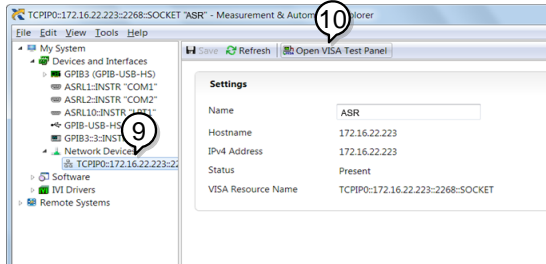 TCPIP0::172.16.22.223::2268::SOCKET "ASR" - Measurement & Autom
10
File Edit View Tools Help
Save Refresh Open VISA Test Panel
My System
Devices and Interfaces
GPIB3 (GPIB-USB-HS)
ASRL1::INSTR "COM1"
ASRL2::INSTR "COM2"
ASRL10::INSTR "LPT1"
GPIB-USB-HS
GPIB3::3::INST
9
Network Devices
TCPIP0::172.16.22.223::22
Software
IVI Drivers
Remote Systems
Settings
Name ASR
Hostname 172.16.22.223
IPv4 Address 172.16.22.223
Status Present
VISA Resource Name TCPIP0::172.16.22.223::2268::SOCKET